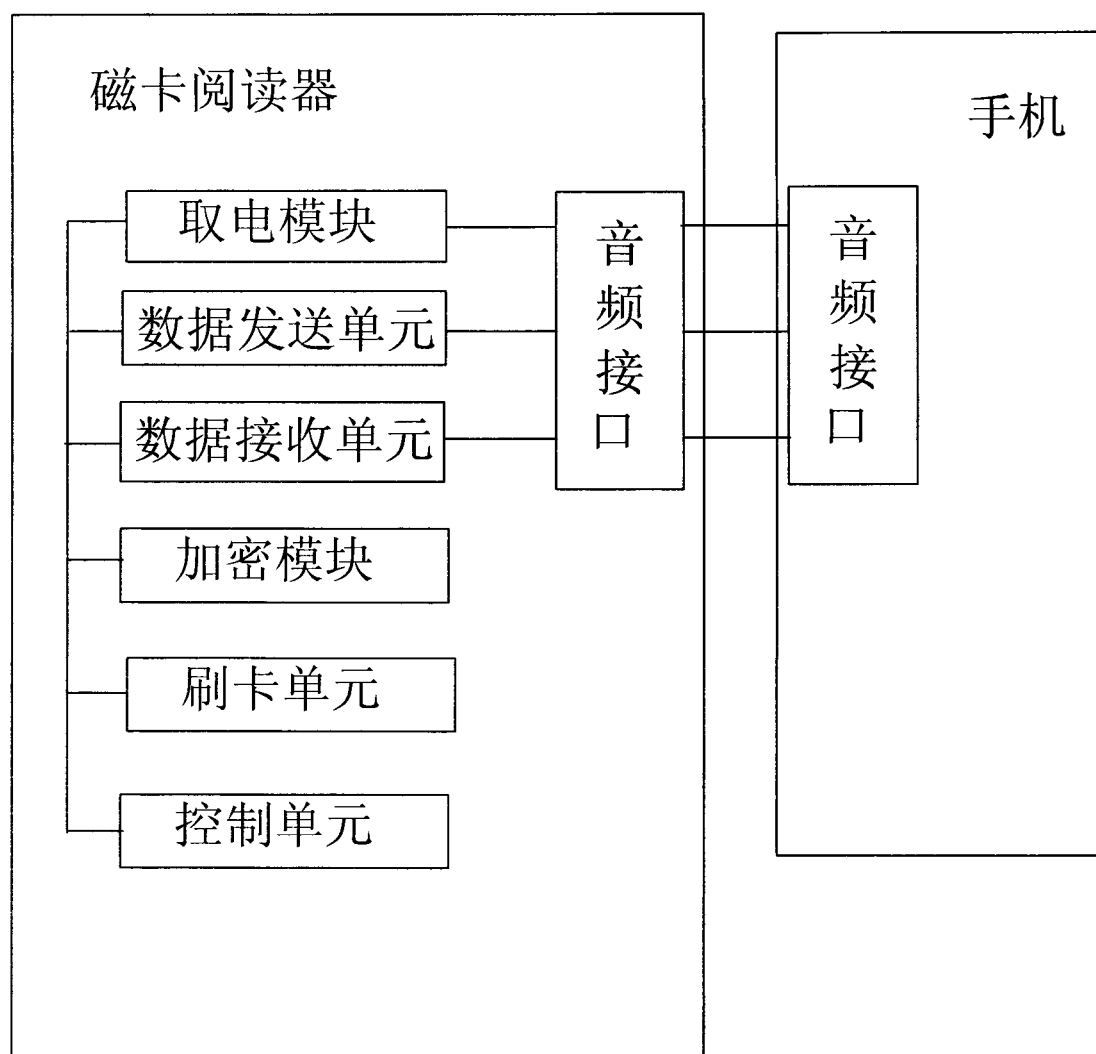 磁卡阅读器
手机
取电模块
数据发送单元
数据接收单元
加密模块
刷卡单元
控制单元
音频接口
音频接口